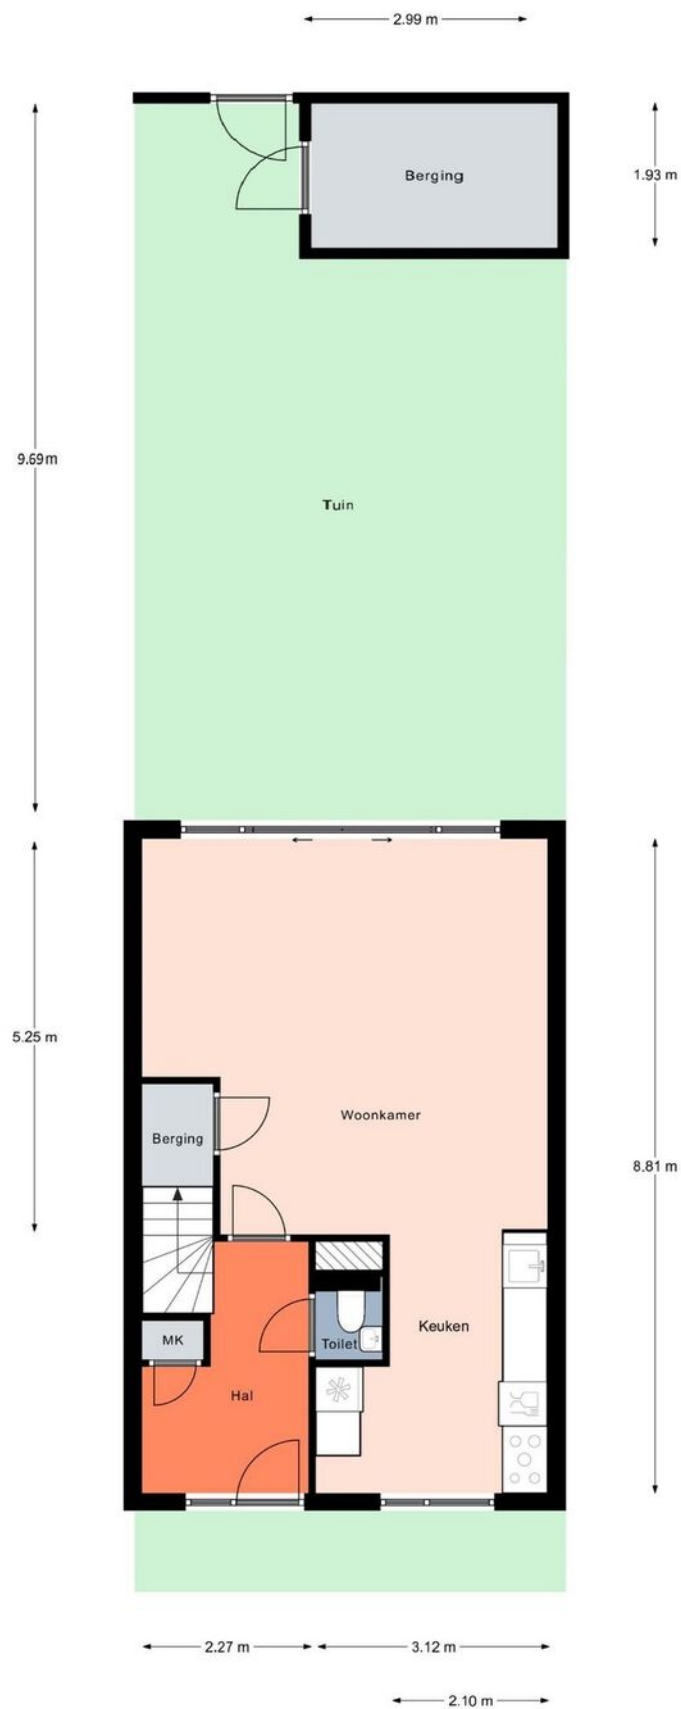 2.99 m
Berging
1.93 m
9.69m
Tuin
5.25 m
Woonkamer
Berging
8.81 m
Keuken
MK
Toilet
Hal
2.27 m
3.12 m
2.10 m